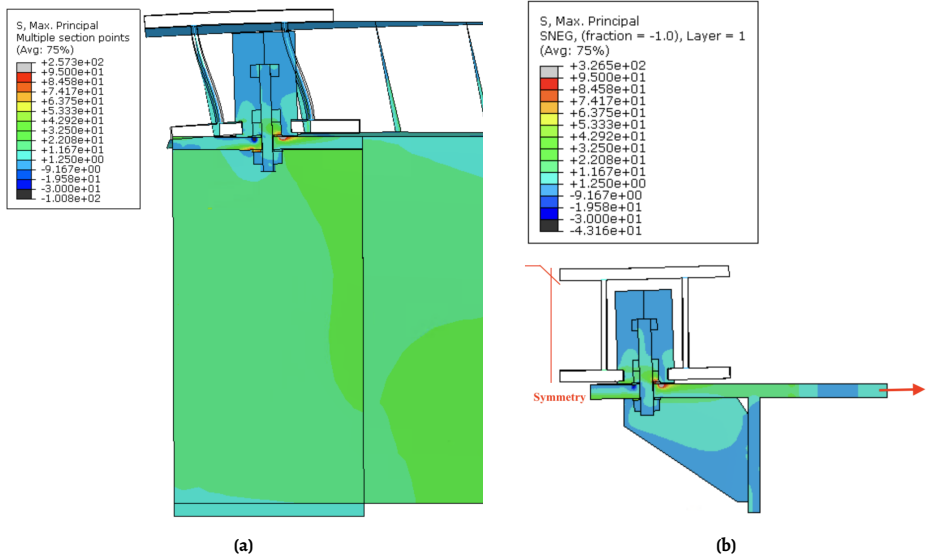 S, Max. Principal
Multiple section points
(Avg: 75%)
+2.573e+02
+9.500e+01
+8.458e+01
+7.417e+01
+6.375e+01
+5.333e+01
+4.292e+01
+3.250e+01
+2.208e+01
+1.167e+01
+1.250e+00
-9.167e+00
-1.958e+01
-3.000e+01
-1.008e+02
S, Max. Principal
SNEG, (fraction = -1.0), Layer = 1
(Avg: 75%)
+3.265e+02
+9.500e+01
+8.458e+01
+7.417e+01
+6.375e+01
+5.333e+01
+4.292e+01
+3.250e+01
+2.208e+01
+1.167e+01
+1.250e+00
-9.167e+00
-1.958e+01
-3.000e+01
-4.316e+01
Symmetry
(a)
(b)